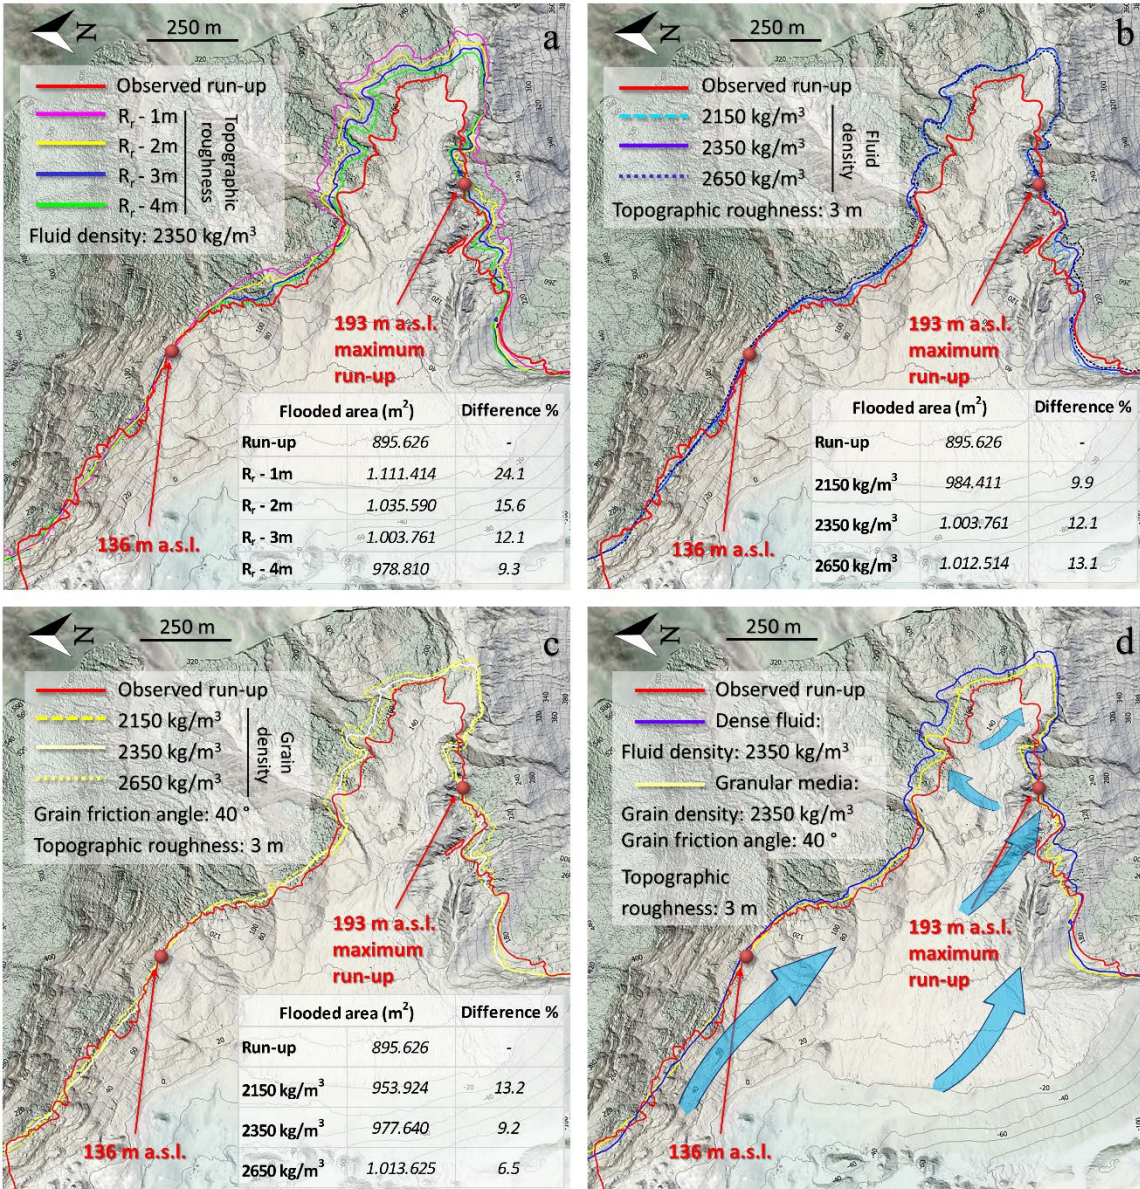 a
N
250 m
Observed run-up
Rr - 1m
Rr - 2m
Rr - 3m
Rr - 4m
Topographic
roughness
Fluid density: 2350 kg/m³
193 m a.s.l.
maximum
run-up
136 m a.s.l.
Flooded area (m²) Difference %
Run-up 895.626 -
Rr - 1m 1.111.414 24.1
Rr - 2m 1.035.590 15.6
Rr - 3m 1.003.761 12.1
Rr - 4m 978.810 9.3
b
N
250 m
Observed run-up
2150 kg/m³
2350 kg/m³
2650 kg/m³
Fluid
density
Topographic roughness: 3 m
193 m a.s.l.
maximum
run-up
136 m a.s.l.
Flooded area (m²) Difference %
Run-up 895.626 -
2150 kg/m³ 984.411 9.9
2350 kg/m³ 1.003.761 12.1
2650 kg/m³ 1.012.514 13.1
c
N
250 m
Observed run-up
2150 kg/m³
2350 kg/m³
2650 kg/m³
Grain
density
Grain friction angle: 40 °
Topographic roughness: 3 m
193 m a.s.l.
maximum
run-up
136 m a.s.l.
Flooded area (m²) Difference %
Run-up 895.626 -
2150 kg/m³ 953.924 13.2
2350 kg/m³ 977.640 9.2
2650 kg/m³ 1.013.625 6.5
d
N
250 m
Observed run-up
Dense fluid:
Fluid density: 2350 kg/m³
Granular media:
Grain density: 2350 kg/m³
Grain friction angle: 40 °
Topographic
roughness: 3 m
193 m a.s.l.
maximum
run-up
136 m a.s.l.